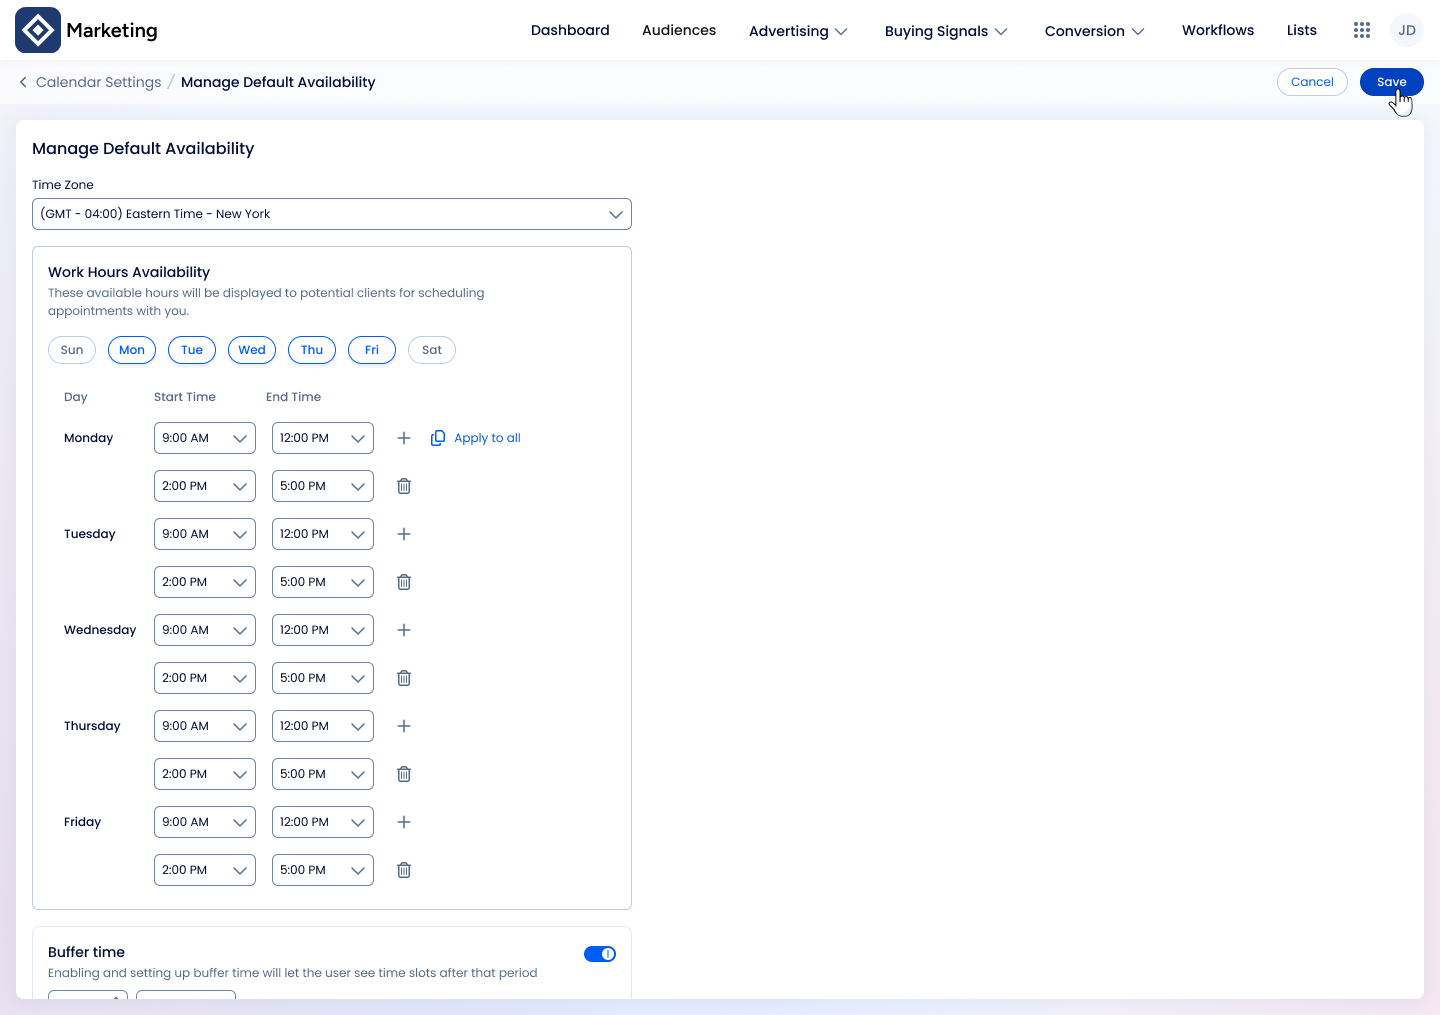 Marketing
Dashboard
Audiences
Advertising
Buying Signals
Conversion
Workflows
Lists
JD
Calendar Settings / Manage Default Availability
Cancel
Save
Manage Default Availability
Time Zone
(GMT - 04:00) Eastern Time - New York
Work Hours Availability
These available hours will be displayed to potential clients for scheduling
appointments with you.
Sun
Mon
Tue
Wed
Thu
Fri
Sat
Day
Start Time
End Time
Monday
9:00 AM
12:00 PM
Apply to all
2:00 PM
5:00 PM
Tuesday
9:00 AM
12:00 PM
2:00 PM
5:00 PM
Wednesday
9:00 AM
12:00 PM
2:00 PM
5:00 PM
Thursday
9:00 AM
12:00 PM
2:00 PM
5:00 PM
Friday
9:00 AM
12:00 PM
2:00 PM
5:00 PM
Buffer time
Enabling and setting up buffer time will let the user see time slots after that period